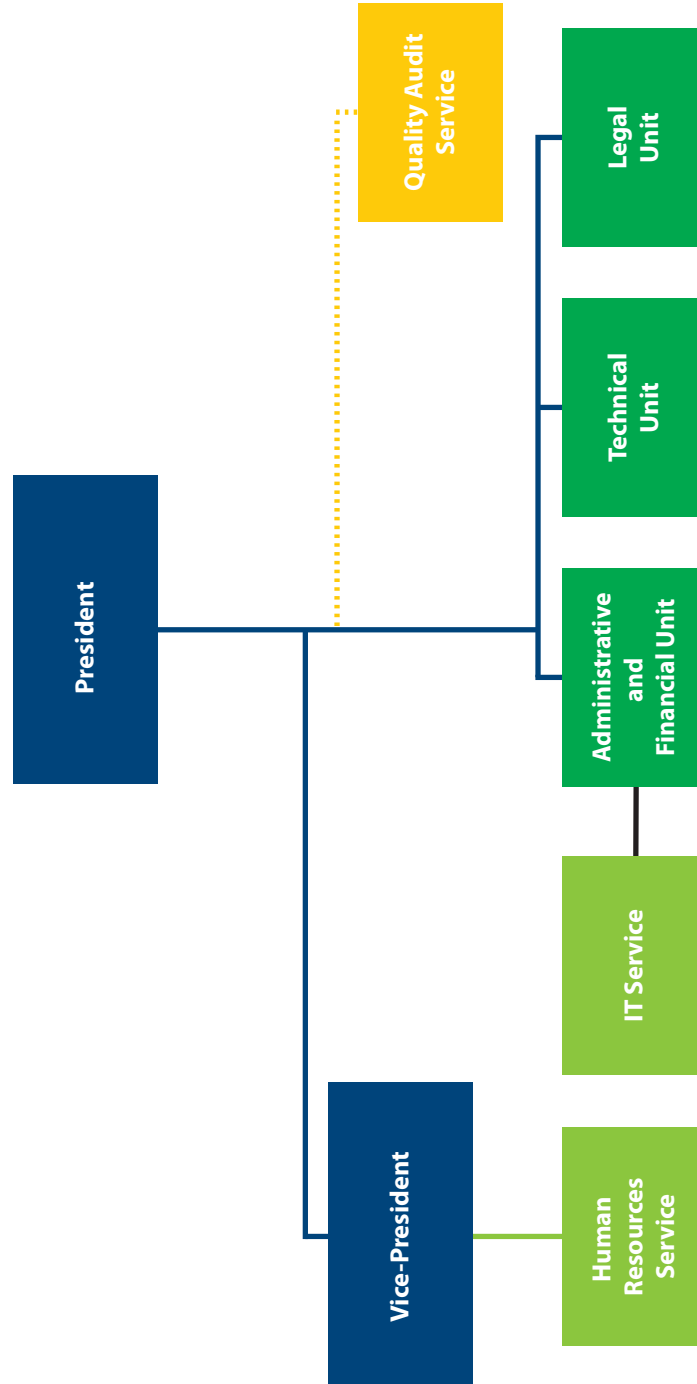 President
Vice-President
Quality Audit
Service
Human
Resources
Service
IT Service
Administrative
and
Financial Unit
Technical
Unit
Legal
Unit